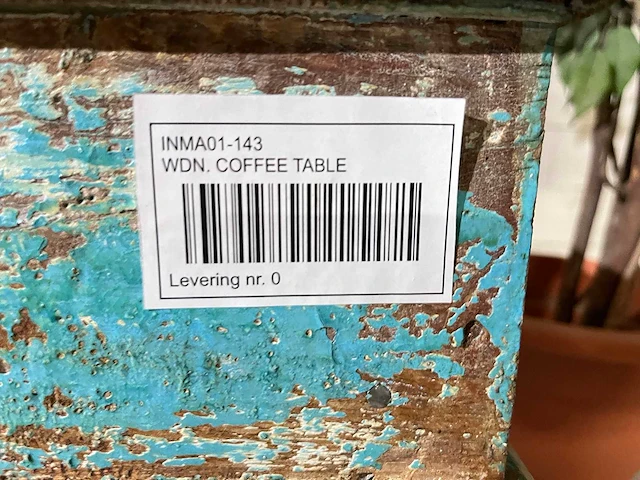 INMA01-143
WDN. COFFEE TABLE
Levering nr. 0